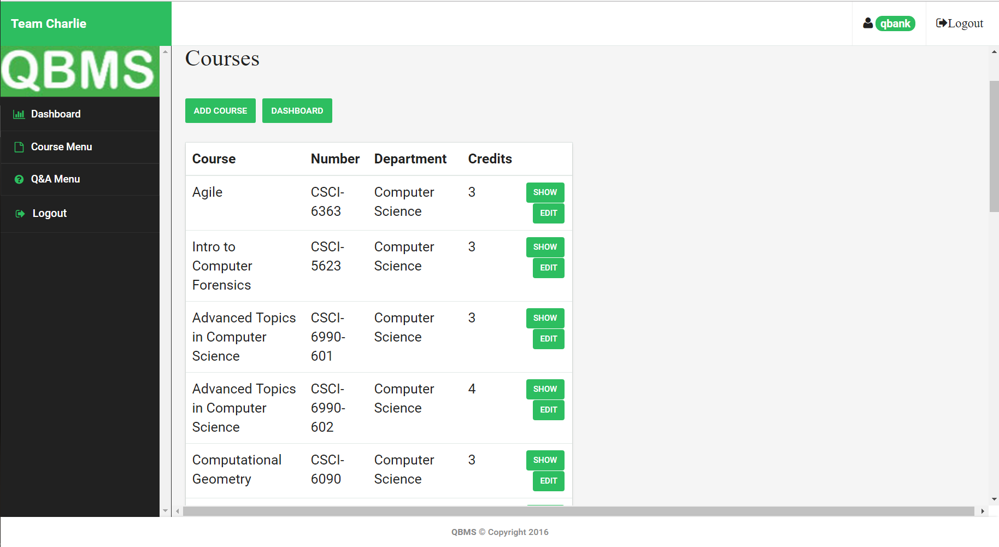 Team Charlie
qbank
Logout
QBMS
Dashboard
Course Menu
Q&A Menu
Logout
Courses
ADD COURSE DASHBOARD
Course Number Department Credits
Agile CSCI- Computer 3 SHOW
6363 Science EDIT
Intro to CSCI- Computer 3 SHOW
Computer 5623 Science EDIT
Forensics
Advanced Topics CSCI- Computer 3 SHOW
in Computer 6990- Science EDIT
Science 601
Advanced Topics CSCI- Computer 4 SHOW
in Computer 6990- Science EDIT
Science 602
Computational CSCI- Computer 3 SHOW
Geometry 6090 Science EDIT
QBMS © Copyright 2016